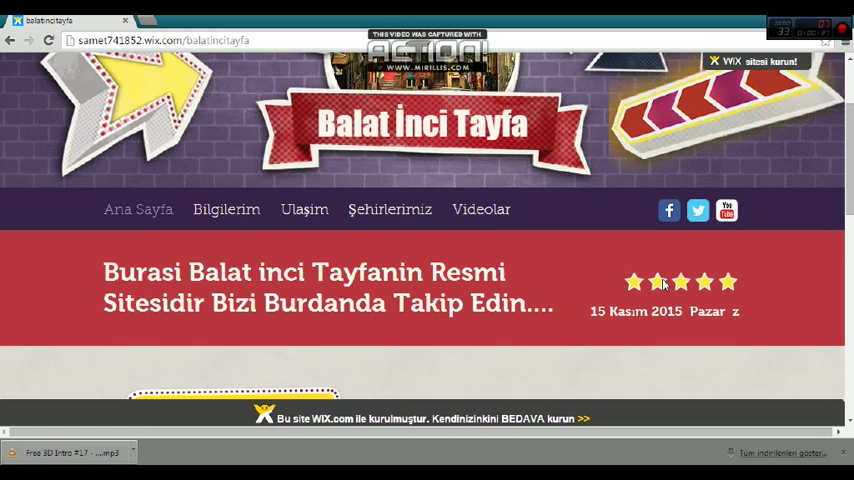 balatincitayfa
THIS VIDEO WAS CAPTURED WITH
ACTION!
WWW.MIRILLIS.COM
samet741852.wix.com/balatincitayfa
WiX sitesi kurun!
Balat İnci Tayfa
Ana Sayfa Bilgilerim Ulaşım Şehirlerimiz Videolar
You
Tube
Burasi Balat inci Tayfanin Resmi
Sitesidir Bizi Burdanda Takip Edin....
15 Kasım 2015 Pazar z
Bu site WIX.com ile kurulmuştur. Kendinizinkini BEDAVA kurun >>
Free 3D Intro #17 - ....mp3
Tüm indirilenleri göster...